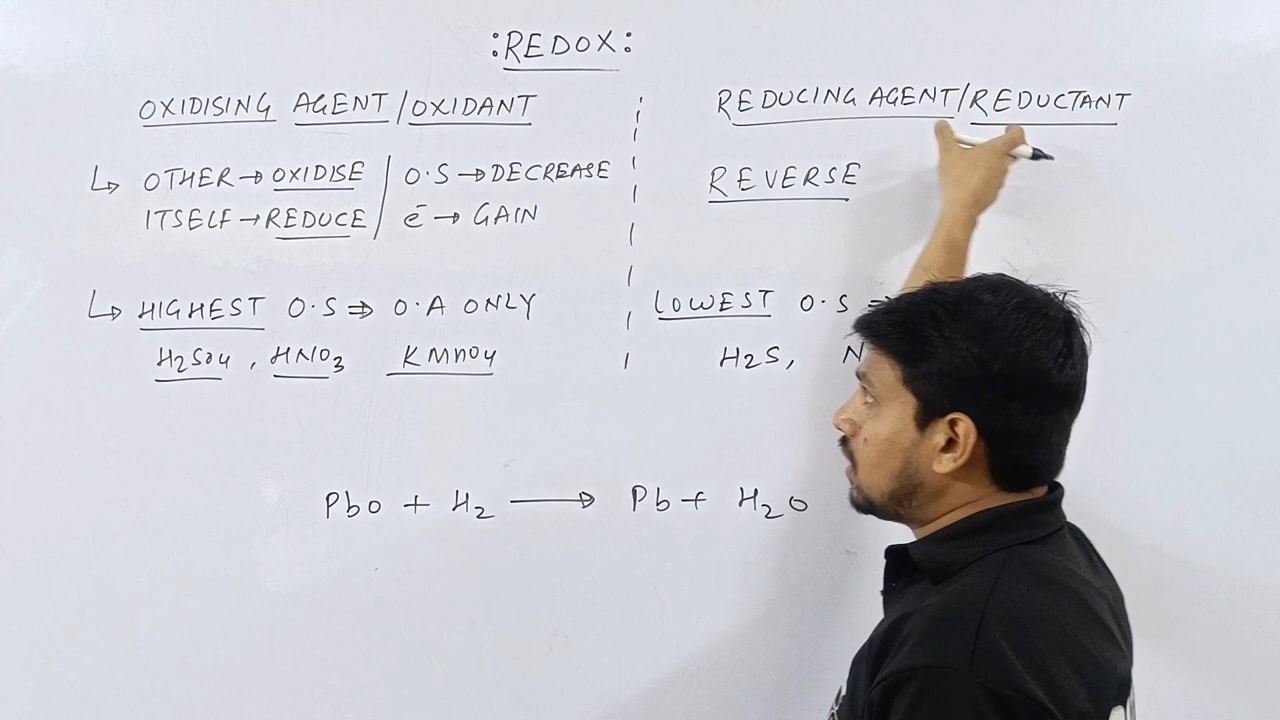 :REDOX:
OXIDISING AGENT/OXIDANT
↳ OTHER→OXIDISE / O.S→DECREASE
ITSELF→REDUCE / e⁻→ GAIN
↳ HIGHEST O.S ⇒ O.A ONLY
H2SO4, HNO3 KMnO4
REDUCING AGENT/REDUCTANT
REVERSE
LOWEST O.S ⇒
H2S,
PbO + H2 ⟶ Pb + H2O